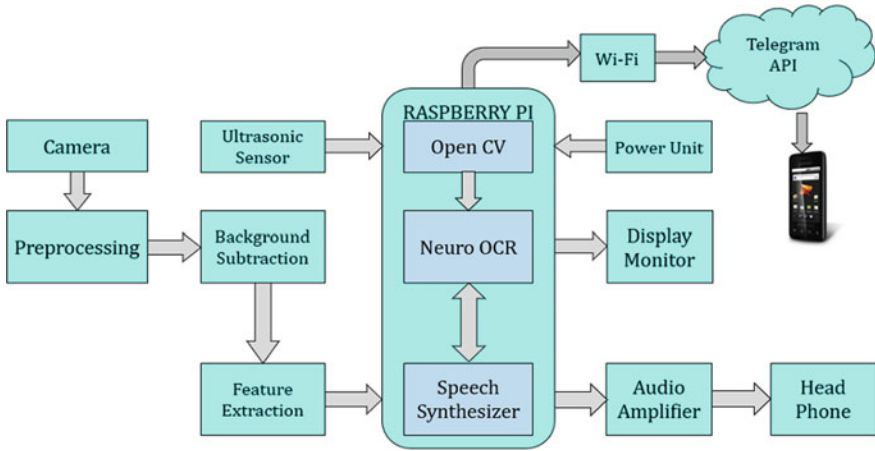 Telegram
API
Wi-Fi
RASPBERRY PI
Camera
Ultrasonic
Sensor
Open CV
Power Unit
Preprocessing
Background
Subtraction
Neuro OCR
Display
Monitor
Feature
Extraction
Speech
Synthesizer
Audio
Amplifier
Head
Phone